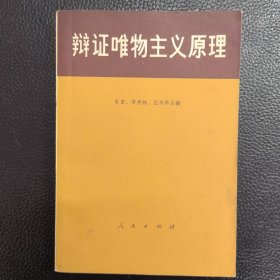 辩证唯物主义原理
肖前、李秀林、汪永祥主编
人民出版社